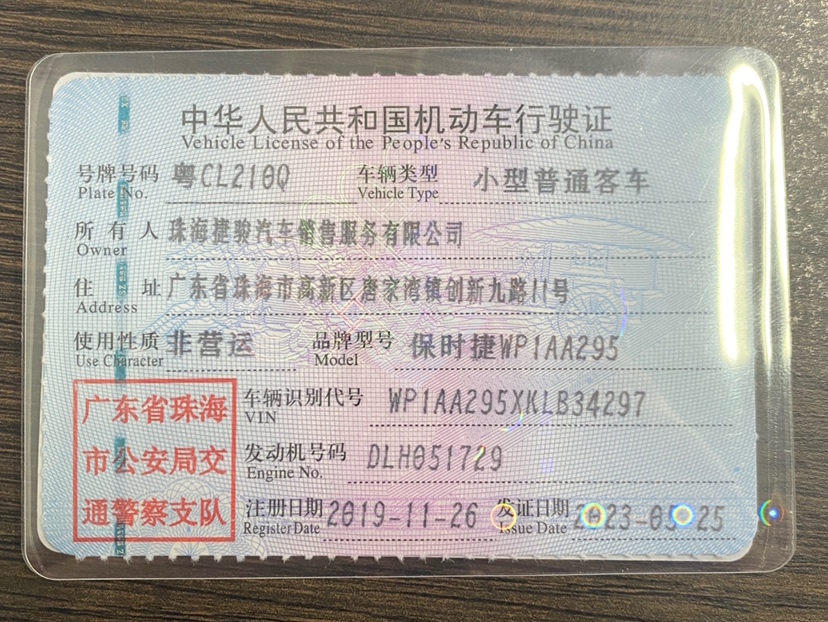 中华人民共和国机动车行驶证
Vehicle License of the People's Republic of China
号牌号码 粤CL210Q 车辆类型 小型普通客车
Plate No. Vehicle Type
所有人 珠海捷骏汽车销售服务有限公司
Owner
住址 广东省珠海市高新区唐家湾镇创新九路11号
Address
使用性质 非营运 品牌型号 保时捷WP1AA295
Use Character Model
广东省珠海
市公安局交
通警察支队
车辆识别代号 WP1AA295XKLB34297
VIN
发动机号码 DLH051729
Engine No.
注册日期 2019-11-26 发证日期 2023-05-25
Register Date Issue Date